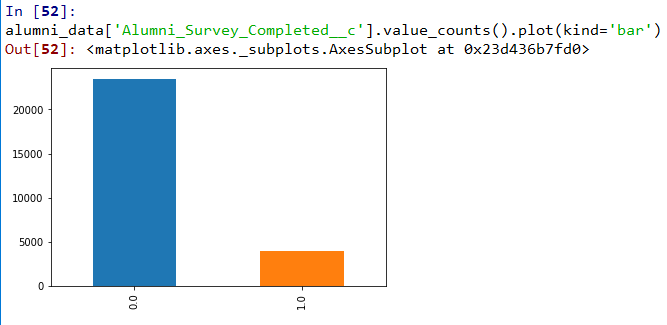 In [52]:
alumni_data['Alumni_Survey_Completed__c'].value_counts().plot(kind='bar')
Out[52]: <matplotlib.axes._subplots.AxesSubplot at 0x23d436b7fd0>
20000
15000
10000
5000
0
0.0
1.0